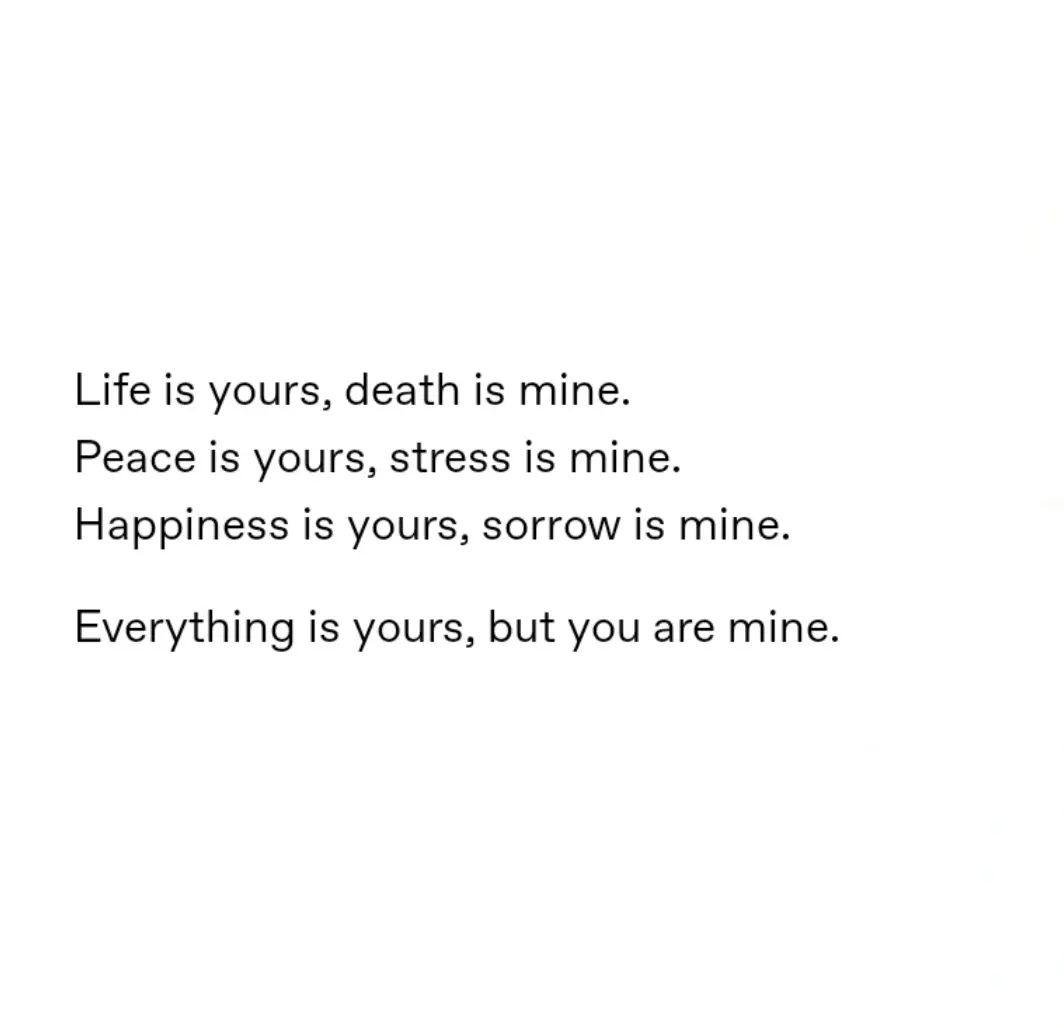 Life is yours, death is mine.
Peace is yours, stress is mine.
Happiness is yours, sorrow is mine.
Everything is yours, but you are mine.